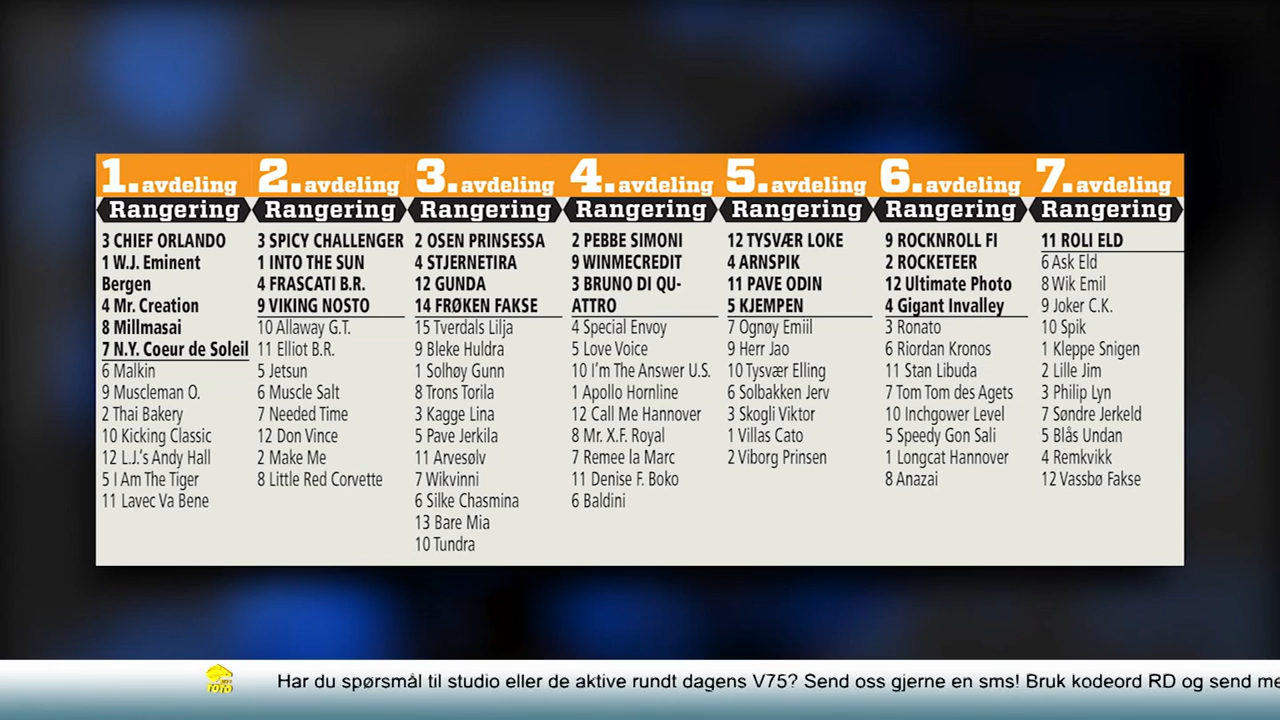 1. avdeling
Rangering
3 CHIEF ORLANDO
1 W.J. Eminent
Bergen
4 Mr. Creation
8 Millmasai
7 N.Y. Coeur de Soleil
6 Malkin
9 Muscleman O.
2 Thai Bakery
10 Kicking Classic
12 L.J.'s Andy Hall
5 I Am The Tiger
11 Lavec Va Bene
2. avdeling
Rangering
3 SPICY CHALLENGER
1 INTO THE SUN
4 FRASCATI B.R.
9 VIKING NOSTO
10 Allaway G.T.
11 Elliot B.R.
5 Jetsun
6 Muscle Salt
7 Needed Time
12 Don Vince
2 Make Me
8 Little Red Corvette
3. avdeling
Rangering
2 OSEN PRINSESSA
4 STJERNETIRA
12 GUNDA
14 FRØKEN FAKSE
15 Tverdals Lilja
9 Bleke Huldra
1 Solhøy Gunn
8 Trons Torila
3 Kagge Lina
5 Pave Jerkila
11 Arvesølv
7 Wikvinni
6 Silke Chasmina
13 Bare Mia
10 Tundra
4. avdeling
Rangering
2 PEBBE SIMONI
9 WINMECREDIT
3 BRUNO DI QU-
ATTRO
4 Special Envoy
5 Love Voice
10 I'm The Answer U.S.
1 Apollo Hornline
12 Call Me Hannover
8 Mr. X.F. Royal
7 Remee la Marc
11 Denise F. Boko
6 Baldini
5. avdeling
Rangering
12 TYSVÆR LOKE
4 ARNSPIK
11 PAVE ODIN
5 KJEMPEN
7 Ognøy Emiil
9 Herr Jao
10 Tysvær Elling
6 Solbakken Jerv
3 Skogli Viktor
1 Villas Cato
2 Viborg Prinsen
6. avdeling
Rangering
9 ROCKNROLL FI
2 ROCKETEER
12 Ultimate Photo
4 Gigant Invalley
3 Ronato
6 Riordan Kronos
11 Stan Libuda
7 Tom Tom des Agets
10 Inchgower Level
5 Speedy Gon Sali
1 Longcat Hannover
8 Anazai
7. avdeling
Rangering
11 ROLI ELD
6 Ask Eld
8 Wik Emil
9 Joker C.K.
10 Spik
1 Kleppe Snigen
2 Lille Jim
3 Philip Lyn
7 Søndre Jerkeld
5 Blås Undan
4 Remkvikk
12 Vassbø Fakse
TOTO Har du spørsmål til studio eller de aktive rundt dagens V75? Send oss gjerne en sms! Bruk kodeord RD og send me